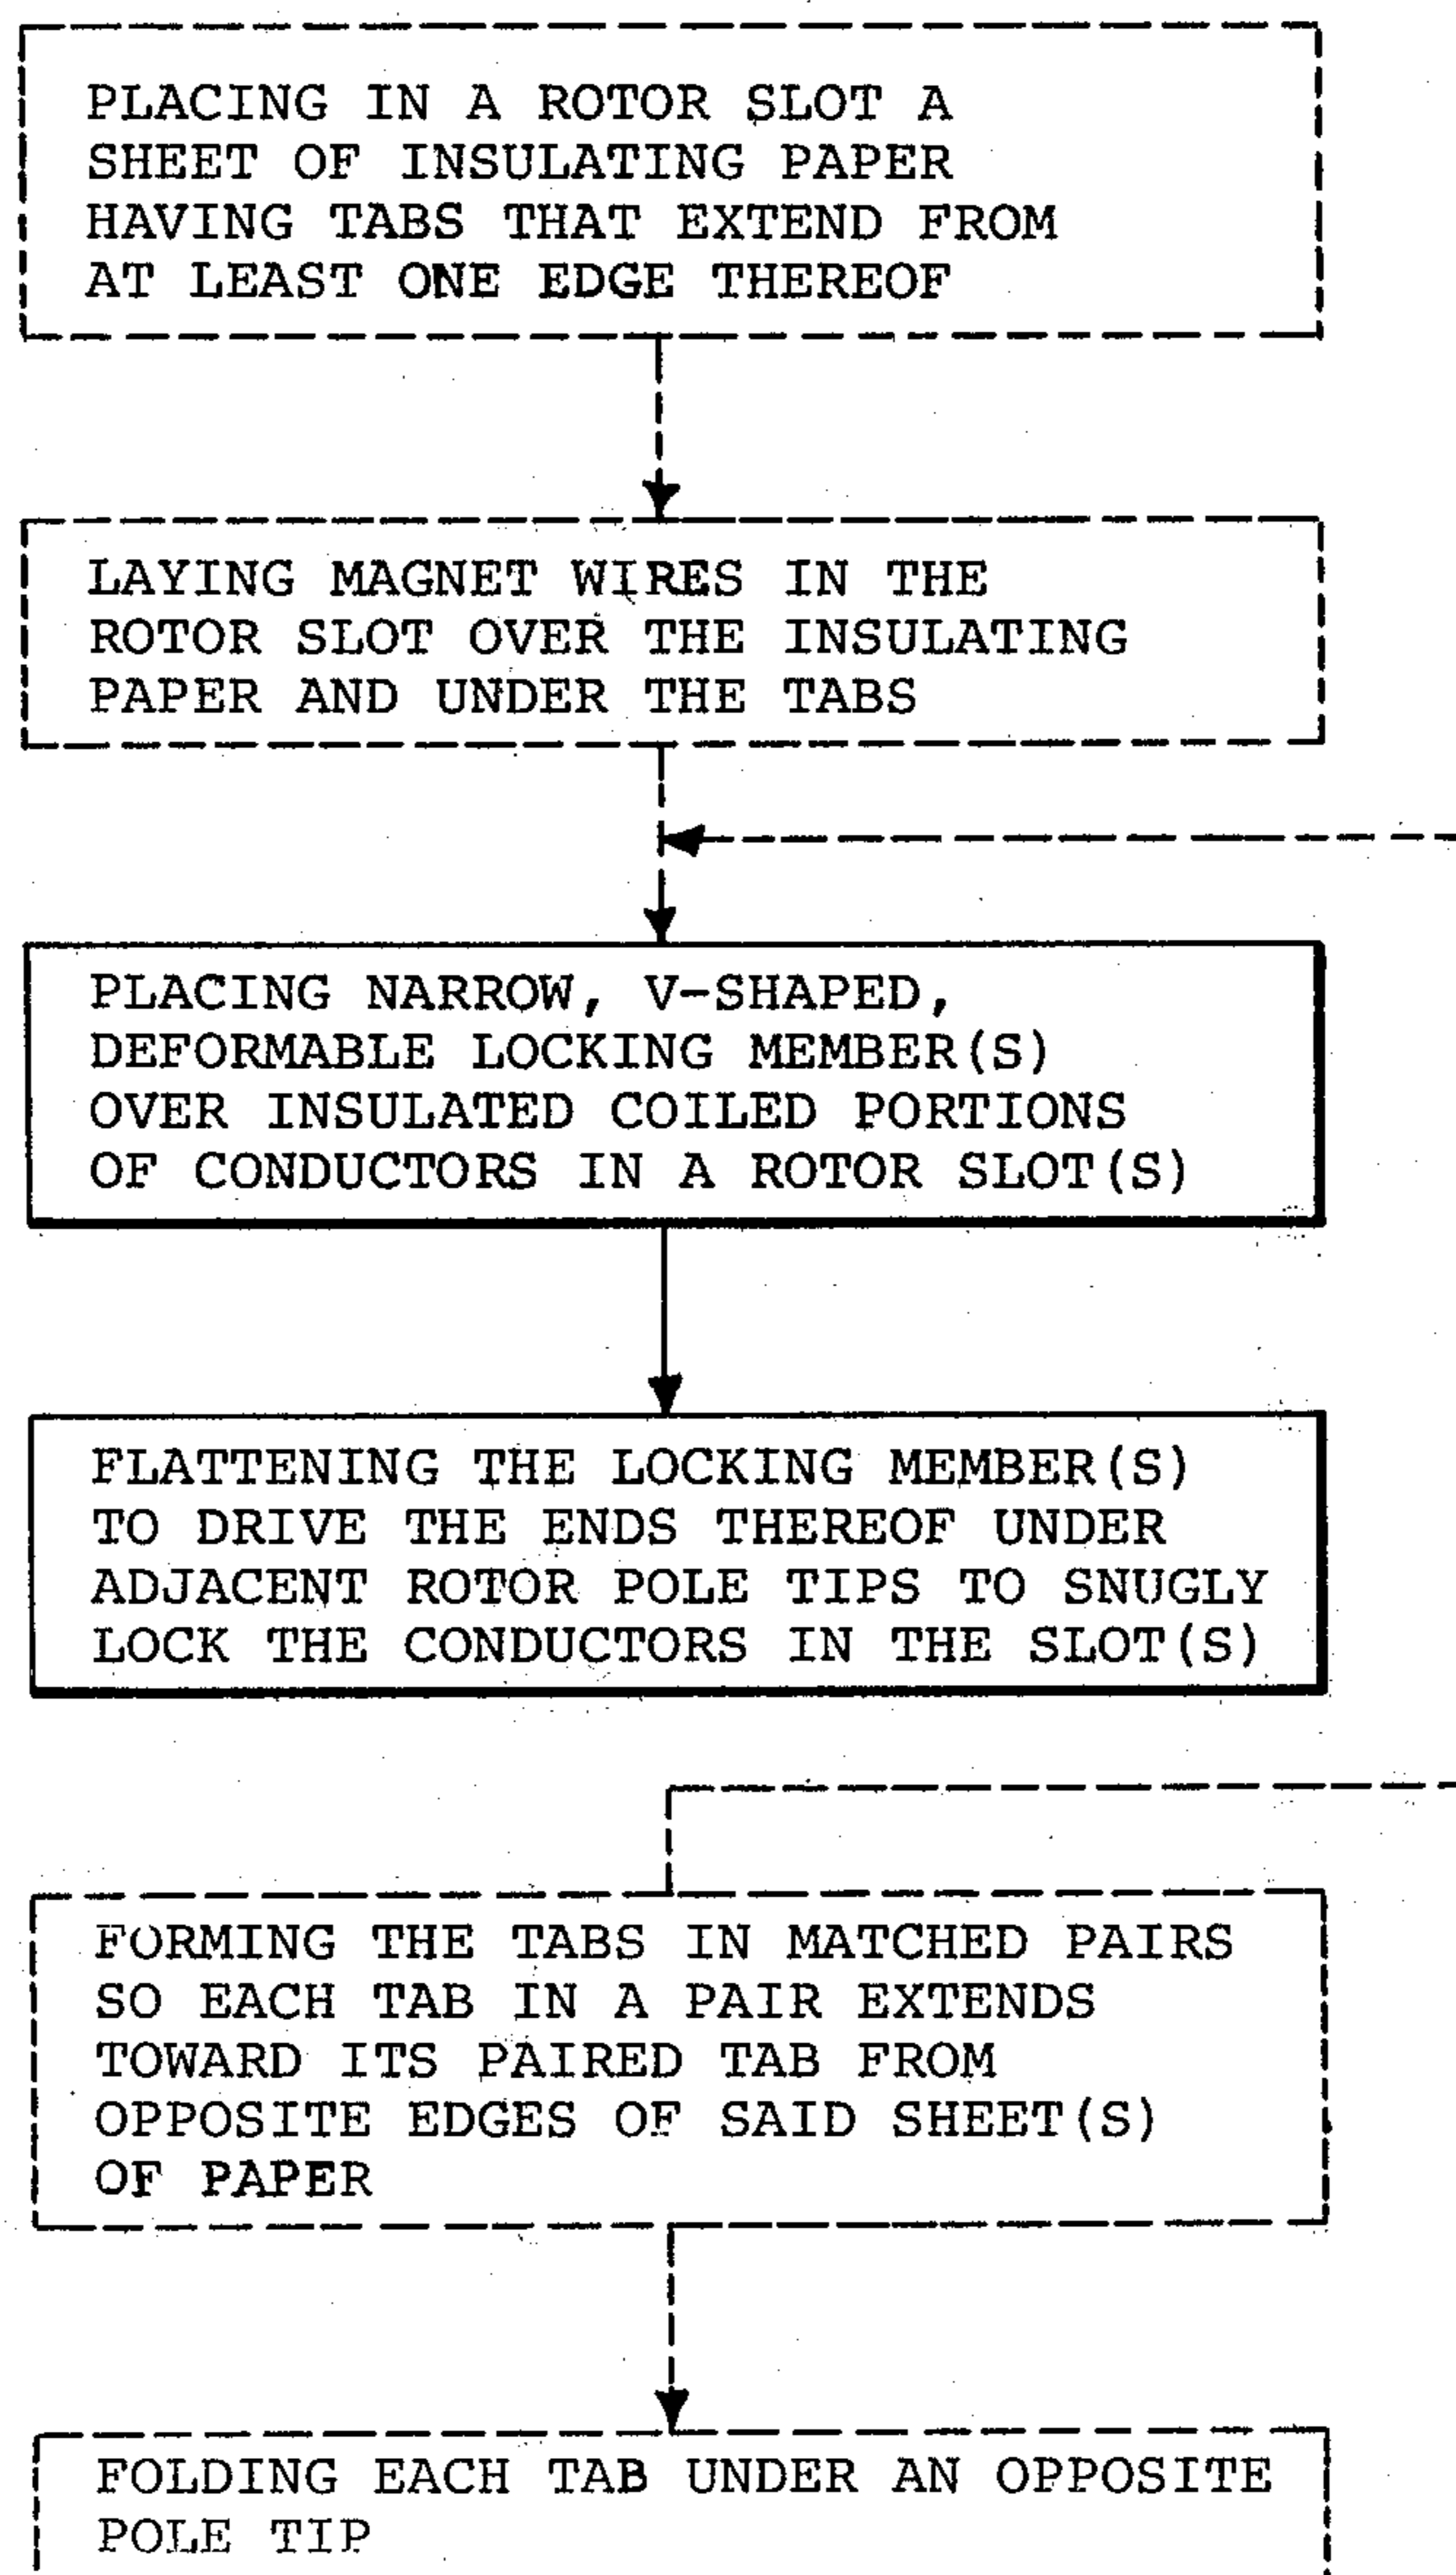 PLACING IN A ROTOR SLOT A
SHEET OF INSULATING PAPER
HAVING TABS THAT EXTEND FROM
AT LEAST ONE EDGE THEREOF
LAYING MAGNET WIRES IN THE
ROTOR SLOT OVER THE INSULATING
PAPER AND UNDER THE TABS
PLACING NARROW, V-SHAPED,
DEFORMABLE LOCKING MEMBER(S)
OVER INSULATED COILED PORTIONS
OF CONDUCTORS IN A ROTOR SLOT(S)
FLATTENING THE LOCKING MEMBER(S)
TO DRIVE THE ENDS THEREOF UNDER
ADJACENT ROTOR POLE TIPS TO SNUGLY
LOCK THE CONDUCTORS IN THE SLOT(S)
FORMING THE TABS IN MATCHED PAIRS
SO EACH TAB IN A PAIR EXTENDS
TOWARD ITS PAIRED TAB FROM
OPPOSITE EDGES OF SAID SHEET(S)
OF PAPER
FOLDING EACH TAB UNDER AN OPPOSITE
POLE TIP